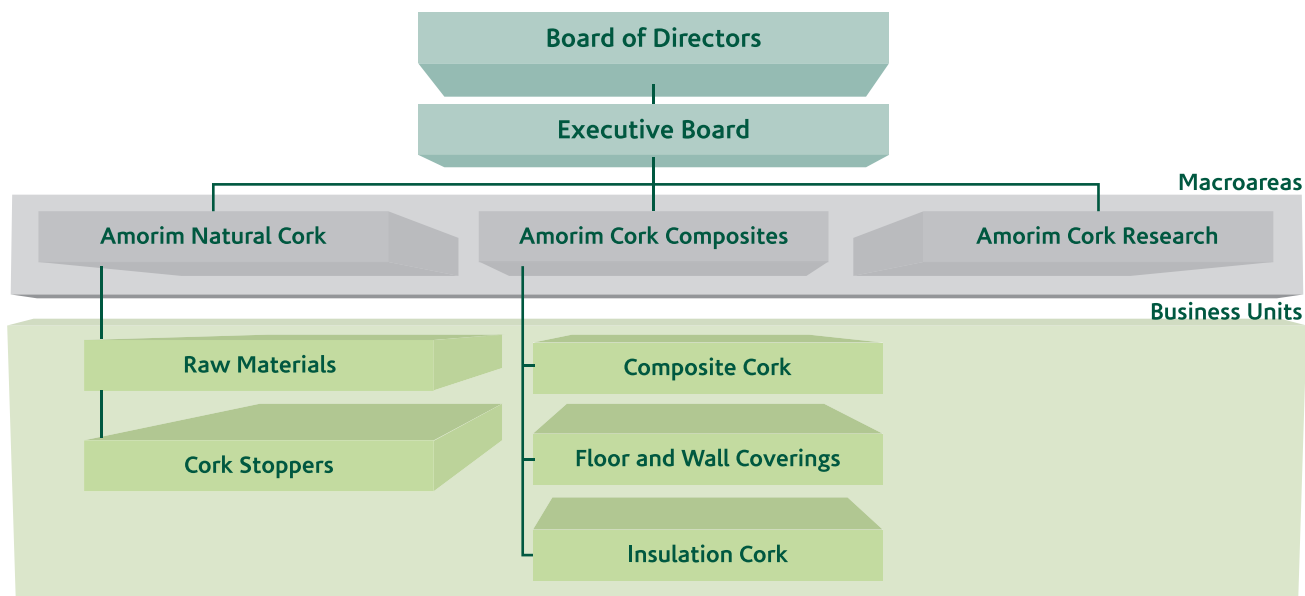 Board of Directors
Executive Board
Macroareas
Amorim Natural Cork
Amorim Cork Composites
Amorim Cork Research
Business Units
Raw Materials
Composite Cork
Cork Stoppers
Floor and Wall Coverings
Insulation Cork